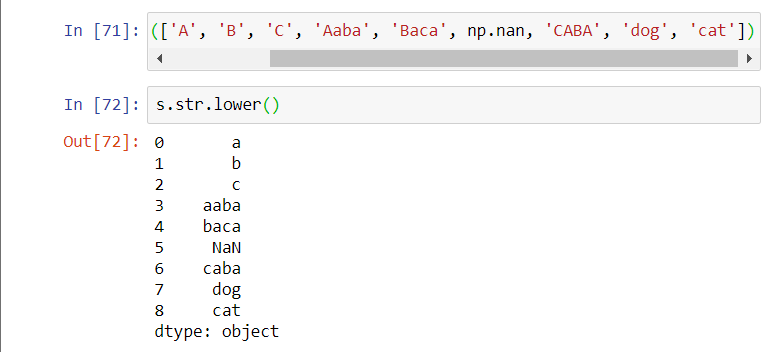 In [71]: (['A', 'B', 'C', 'Aaba', 'Baca', np.nan, 'CABA', 'dog', 'cat'])
In [72]: s.str.lower()
Out[72]: 0 a
1 b
2 c
3 aaba
4 baca
5 NaN
6 caba
7 dog
8 cat
dtype: object